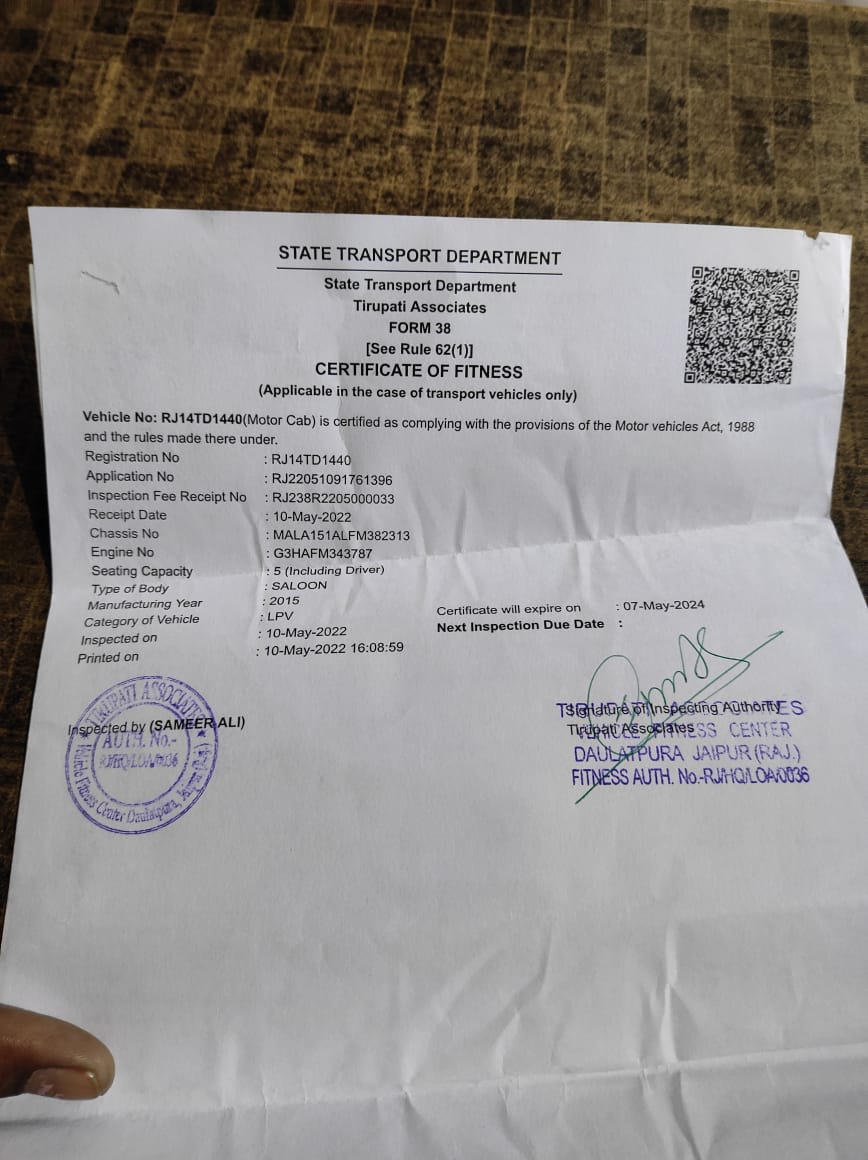 STATE TRANSPORT DEPARTMENT
State Transport Department
Tirupati Associates
FORM 38
[See Rule 62(1)]
CERTIFICATE OF FITNESS
(Applicable in the case of transport vehicles only)
Vehicle No: RJ14TD1440(Motor Cab) is certified as complying with the provisions of the Motor vehicles Act, 1988
and the rules made there under.
Registration No : RJ14TD1440
Application No : RJ22051091761396
Inspection Fee Receipt No : RJ238R2205000033
Receipt Date : 10-May-2022
Chassis No : MALA151ALFM382313
Engine No : G3HAFM343787
Seating Capacity : 5 (Including Driver)
Type of Body : SALOON
Manufacturing Year : 2015
Category of Vehicle : LPV
Inspected on : 10-May-2022
Printed on : 10-May-2022 16:08:59
Certificate will expire on : 07-May-2024
Next Inspection Due Date :
Inspected by (SAMEER ALI)
TIRUPATI ASSOCIATES
AUTH. No.-
RJ/HQ/LOA/0036
Vehicle Fitness Center Daulatpura, Jaipur (Raj.)
Signature of Inspecting Authority
Tirupati Associates
VEHICLE FITNESS CENTER
DAULATPURA JAIPUR (RAJ.)
FITNESS AUTH. No.-RJ/HQ/LOA/0036